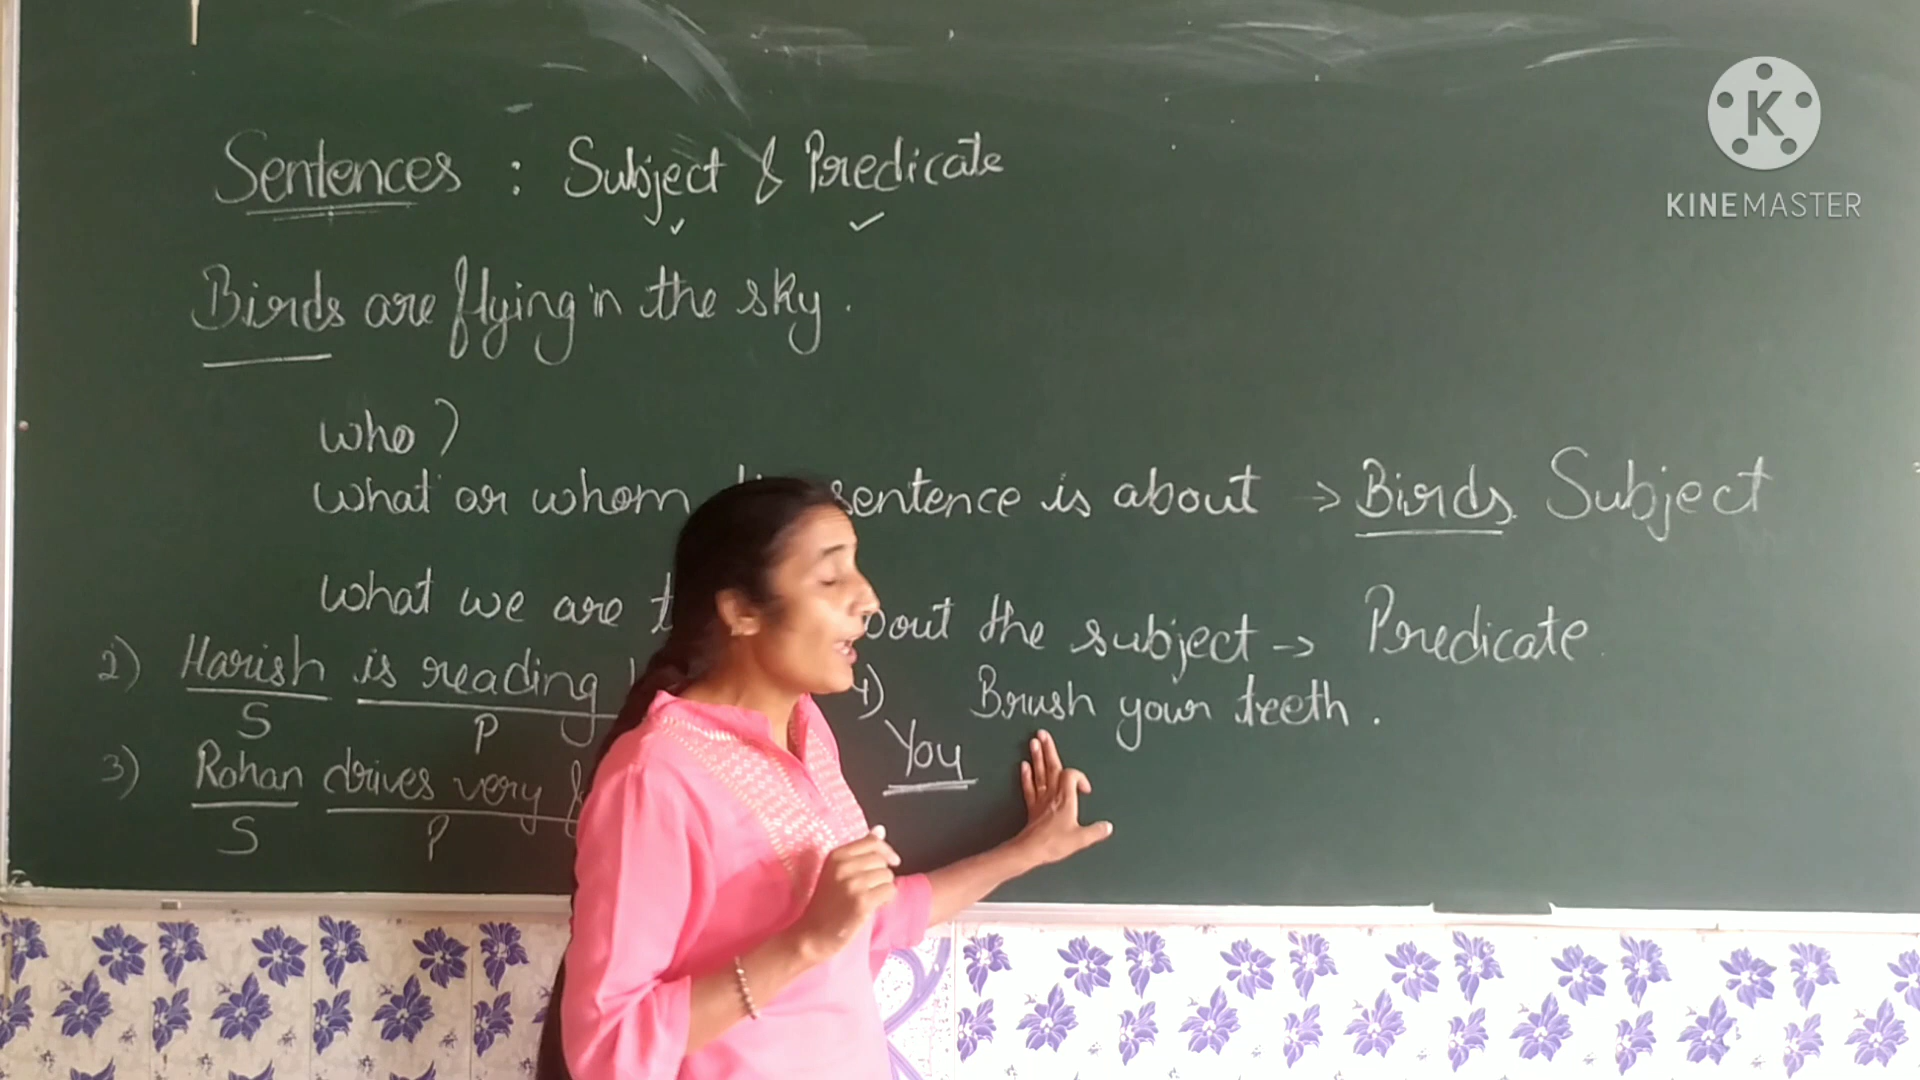 Sentences : Subject & Predicate
Birds are flying in the sky.
who?
what or whom sentence is about → Birds Subject
what we are about the subject → Predicate
2) Harish is reading
S P
3) Rohan drives very
S P
4) Brush your teeth.
You
K
KINEMASTER